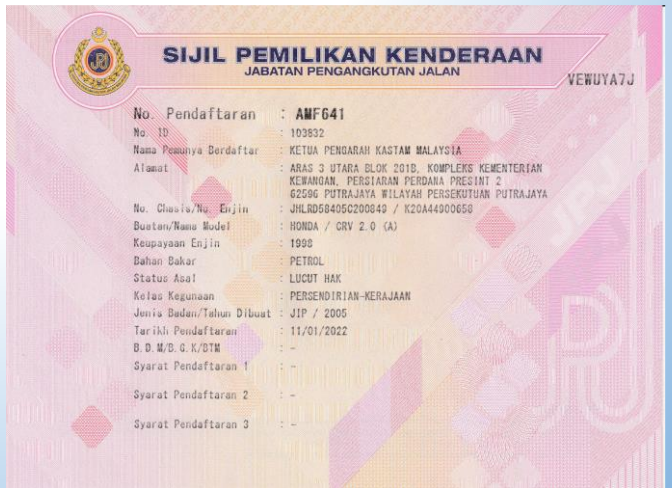 SIJIL PEMILIKAN KENDERAAN
JABATAN PENGANGKUTAN JALAN
VEWUYA7J
No. Pendaftaran : AMF641
No. ID : 103832
Nama Pemunya Berdaftar : KETUA PENGARAH KASTAM MALAYSIA
Alamat : ARAS 3 UTARA BLOK 2G1B, KOMPLEKS KEMENTERIAN
KEWANGAN, PERSIARAN PERDANA PRESINT 2
62596 PUTRAJAYA WILAYAH PERSEKUTUAN PUTRAJAYA
No. Chasis/No. Enjin : JHLRD58405C200849 / K20A44900658
Buatan/Nama Model : HONDA / CRV 2.0 (A)
Keupayaan Enjin : 1998
Bahan Bakar : PETROL
Status Asal : LUCUT HAK
Kelas Kegunaan : PERSENDIRIAN-KERAJAAN
Jenis Badan/Tahun Dibuat : JIP / 2005
Tarikh Pendaftaran : 11/01/2022
B.D.M/B.G.K/BTM : -
Syarat Pendaftaran 1 : -
Syarat Pendaftaran 2 : -
Syarat Pendaftaran 3 : -
JPJ